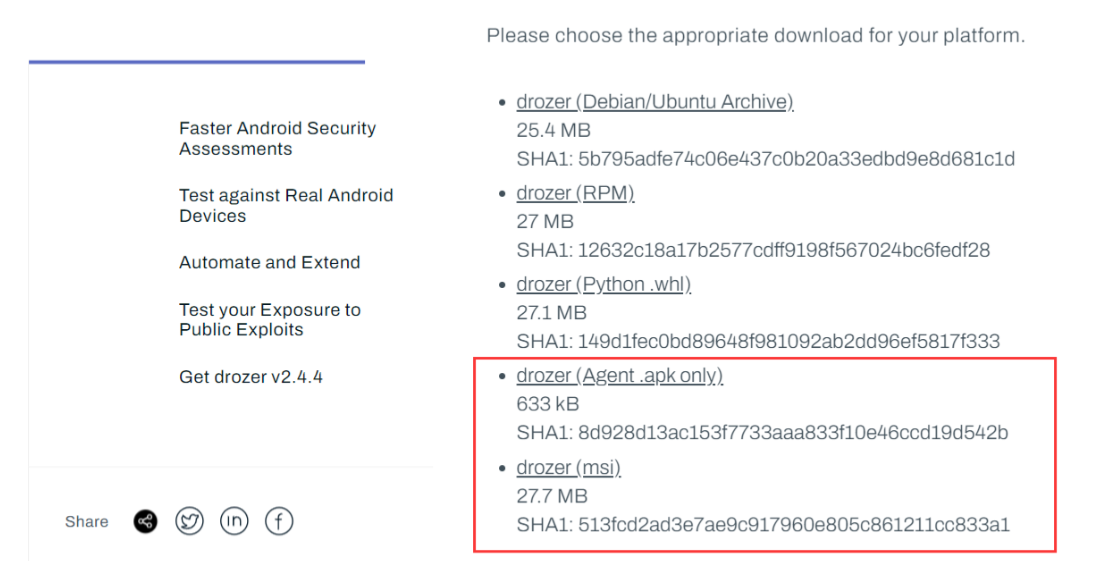 Please choose the appropriate download for your platform.
Faster Android Security
Assessments
Test against Real Android
Devices
Automate and Extend
Test your Exposure to
Public Exploits
Get drozer v2.4.4
Share
• drozer (Debian/Ubuntu Archive)
25.4 MB
SHA1: 5b795adfe74c06e437c0b20a33edbd9e8d681c1d
• drozer (RPM)
27 MB
SHA1: 12632c18a17b2577cdff9198f567024bc6fedf28
• drozer (Python .whl)
27.1 MB
SHA1: 149d1fec0bd89648f981092ab2dd96ef5817f333
• drozer (Agent .apk only)
633 kB
SHA1: 8d928d13ac153f7733aaa833f10e46ccd19d542b
• drozer (msi)
27.7 MB
SHA1: 513fcd2ad3e7ae9c917960e805c861211cc833a1